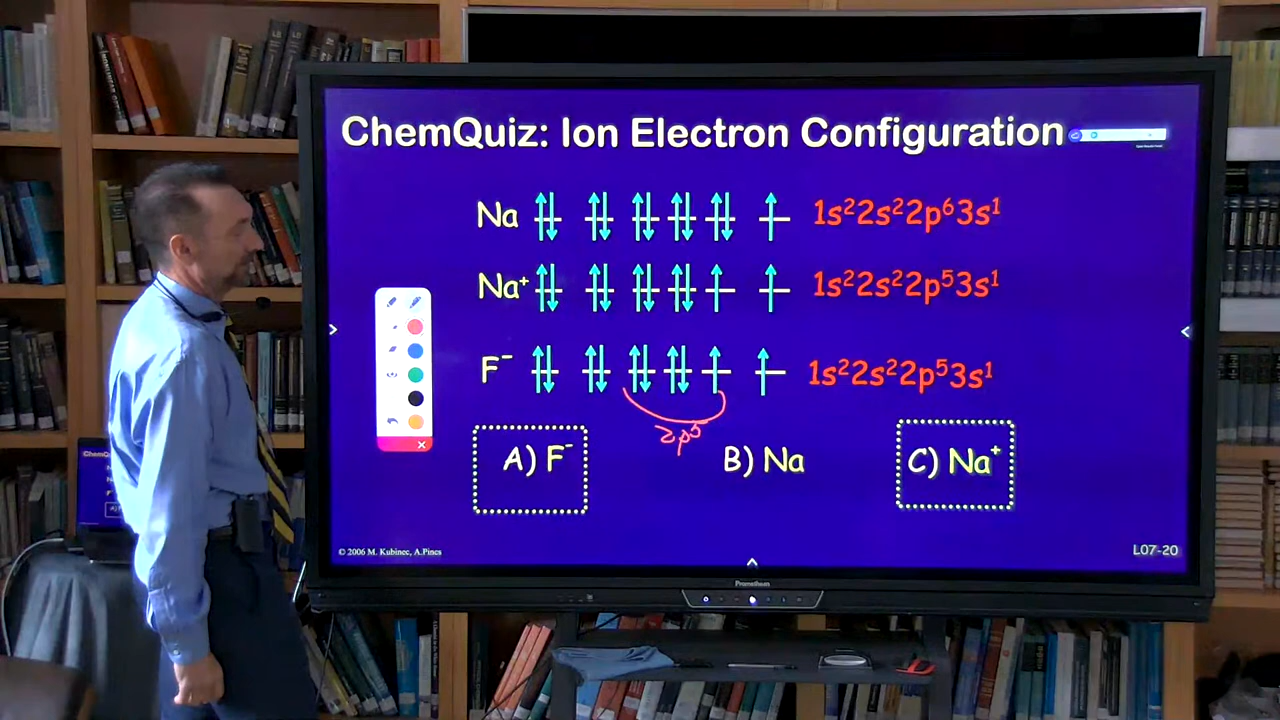 ChemQuiz: Ion Electron Configuration
Na 1s²2s²2p⁶3s¹
Na⁺ 1s²2s²2p⁵3s¹
F⁻ 1s²2s²2p⁵3s¹
2p⁵
A) F⁻ B) Na C) Na⁺
© 2006 M. Kubinec, A.Pines
L07-20
Promethean